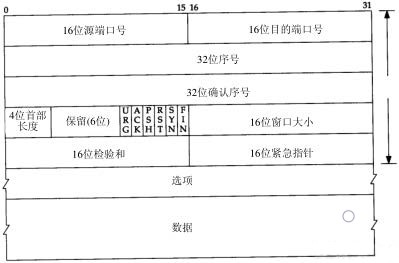 0 15 16 31
16位源端口号 16位目的端口号
32位序号
32位确认序号
4位首部长度 保留(6位) URG ACK PSH RST SYN FIN 16位窗口大小
16位检验和 16位紧急指针
选项
数据